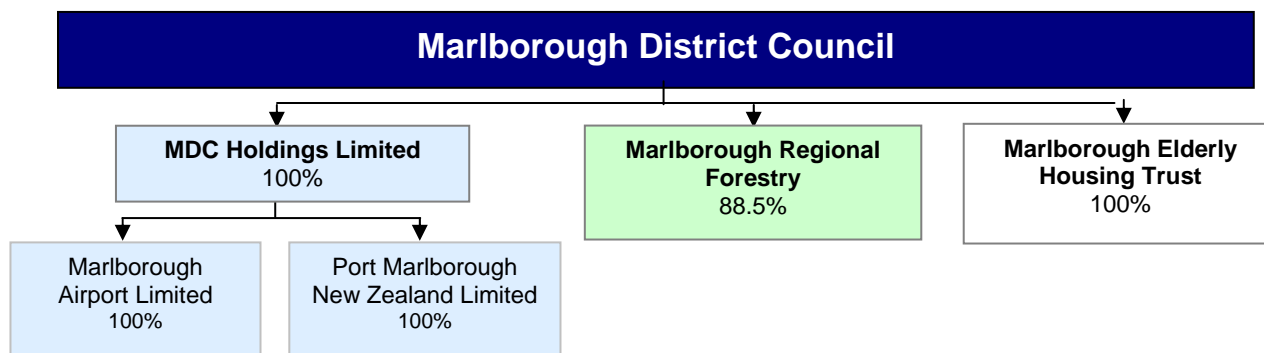 Marlborough District Council
MDC Holdings Limited
100%
Marlborough Regional
Forestry
88.5%
Marlborough Elderly
Housing Trust
100%
Marlborough
Airport Limited
100%
Port Marlborough
New Zealand Limited
100%